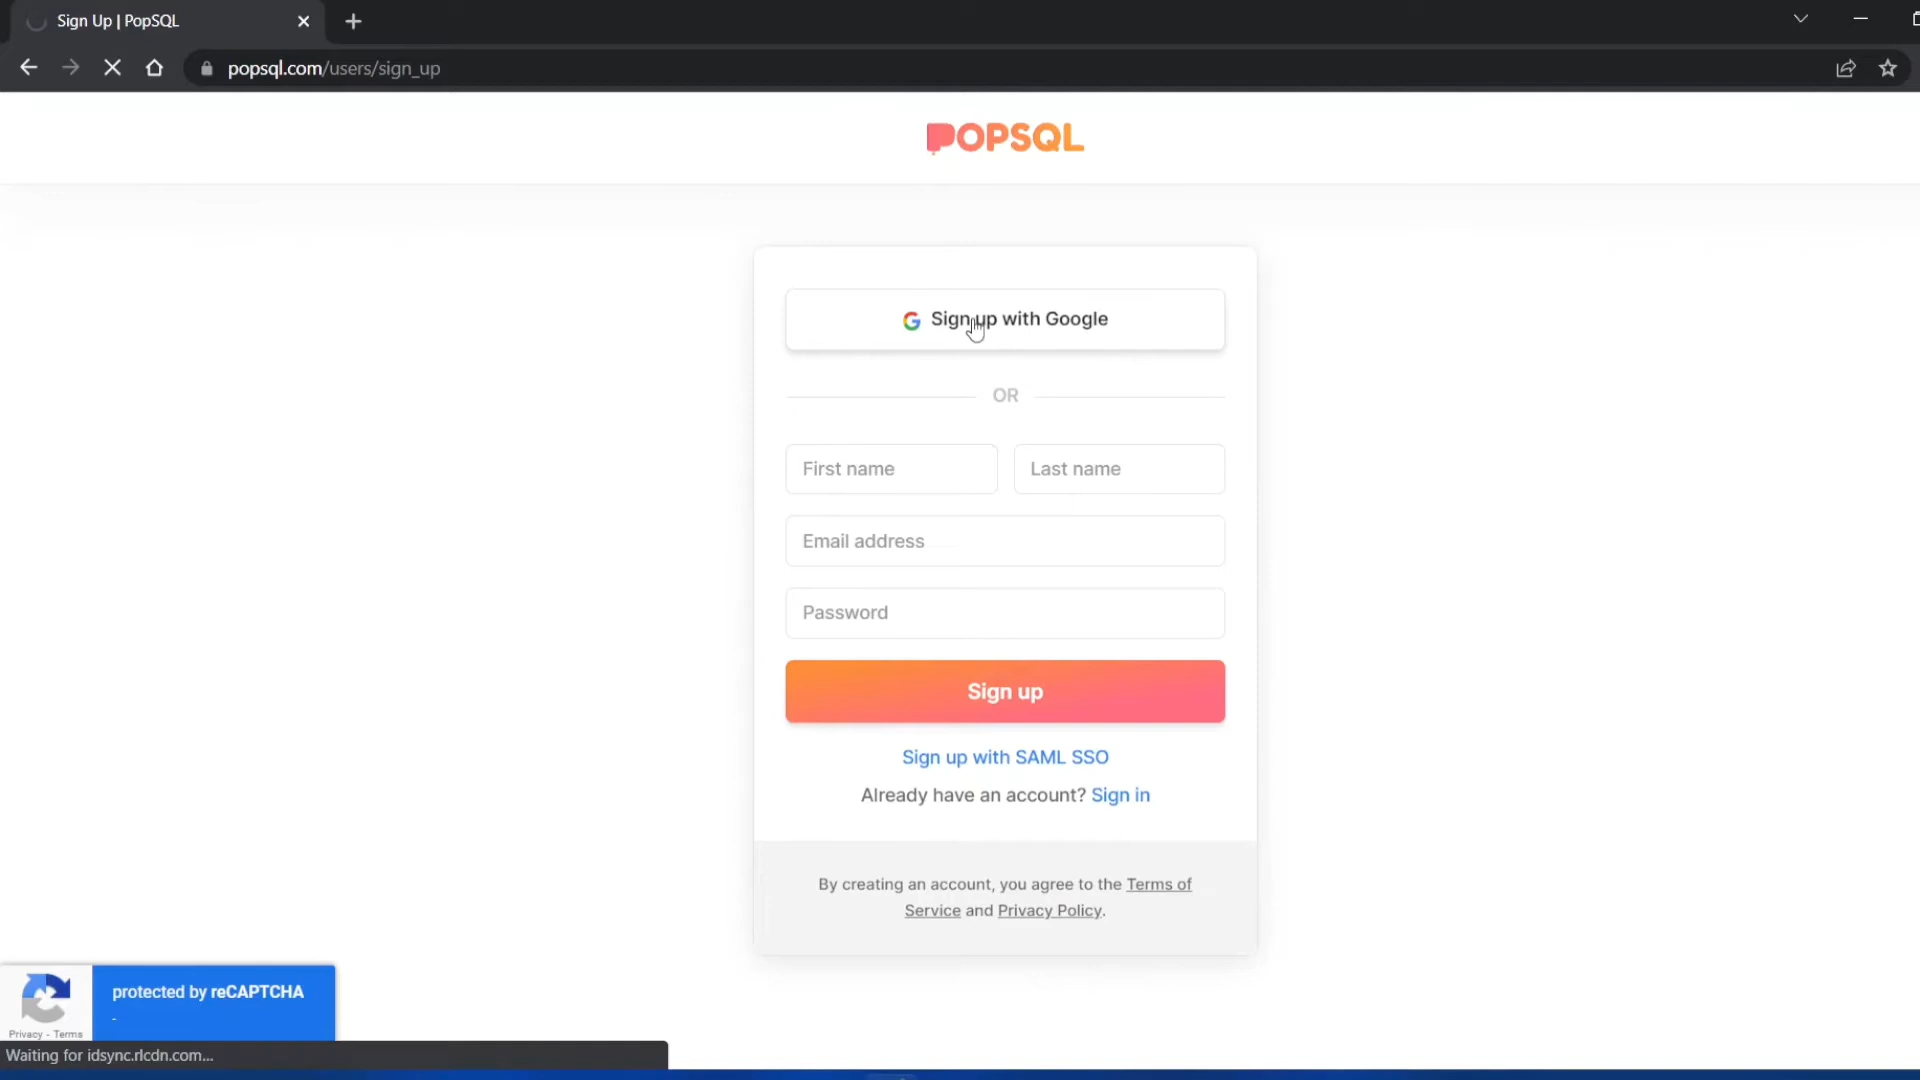 Sign Up | PopSQL
popsql.com/users/sign_up
POPSQL
Sign up with Google
OR
First name Last name
Email address
Password
Sign up
Sign up with SAML SSO
Already have an account? Sign in
By creating an account, you agree to the Terms of
Service and Privacy Policy.
protected by reCAPTCHA
-
Privacy - Terms
Waiting for idsync.rlcdn.com...